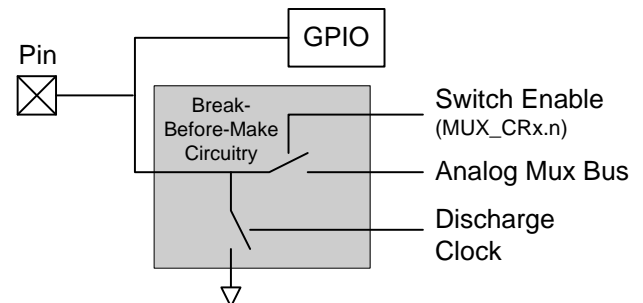 GPIO
Pin
Break-
Before-Make
Circuitry
Switch Enable
(MUX_CRx.n)
Analog Mux Bus
Discharge
Clock